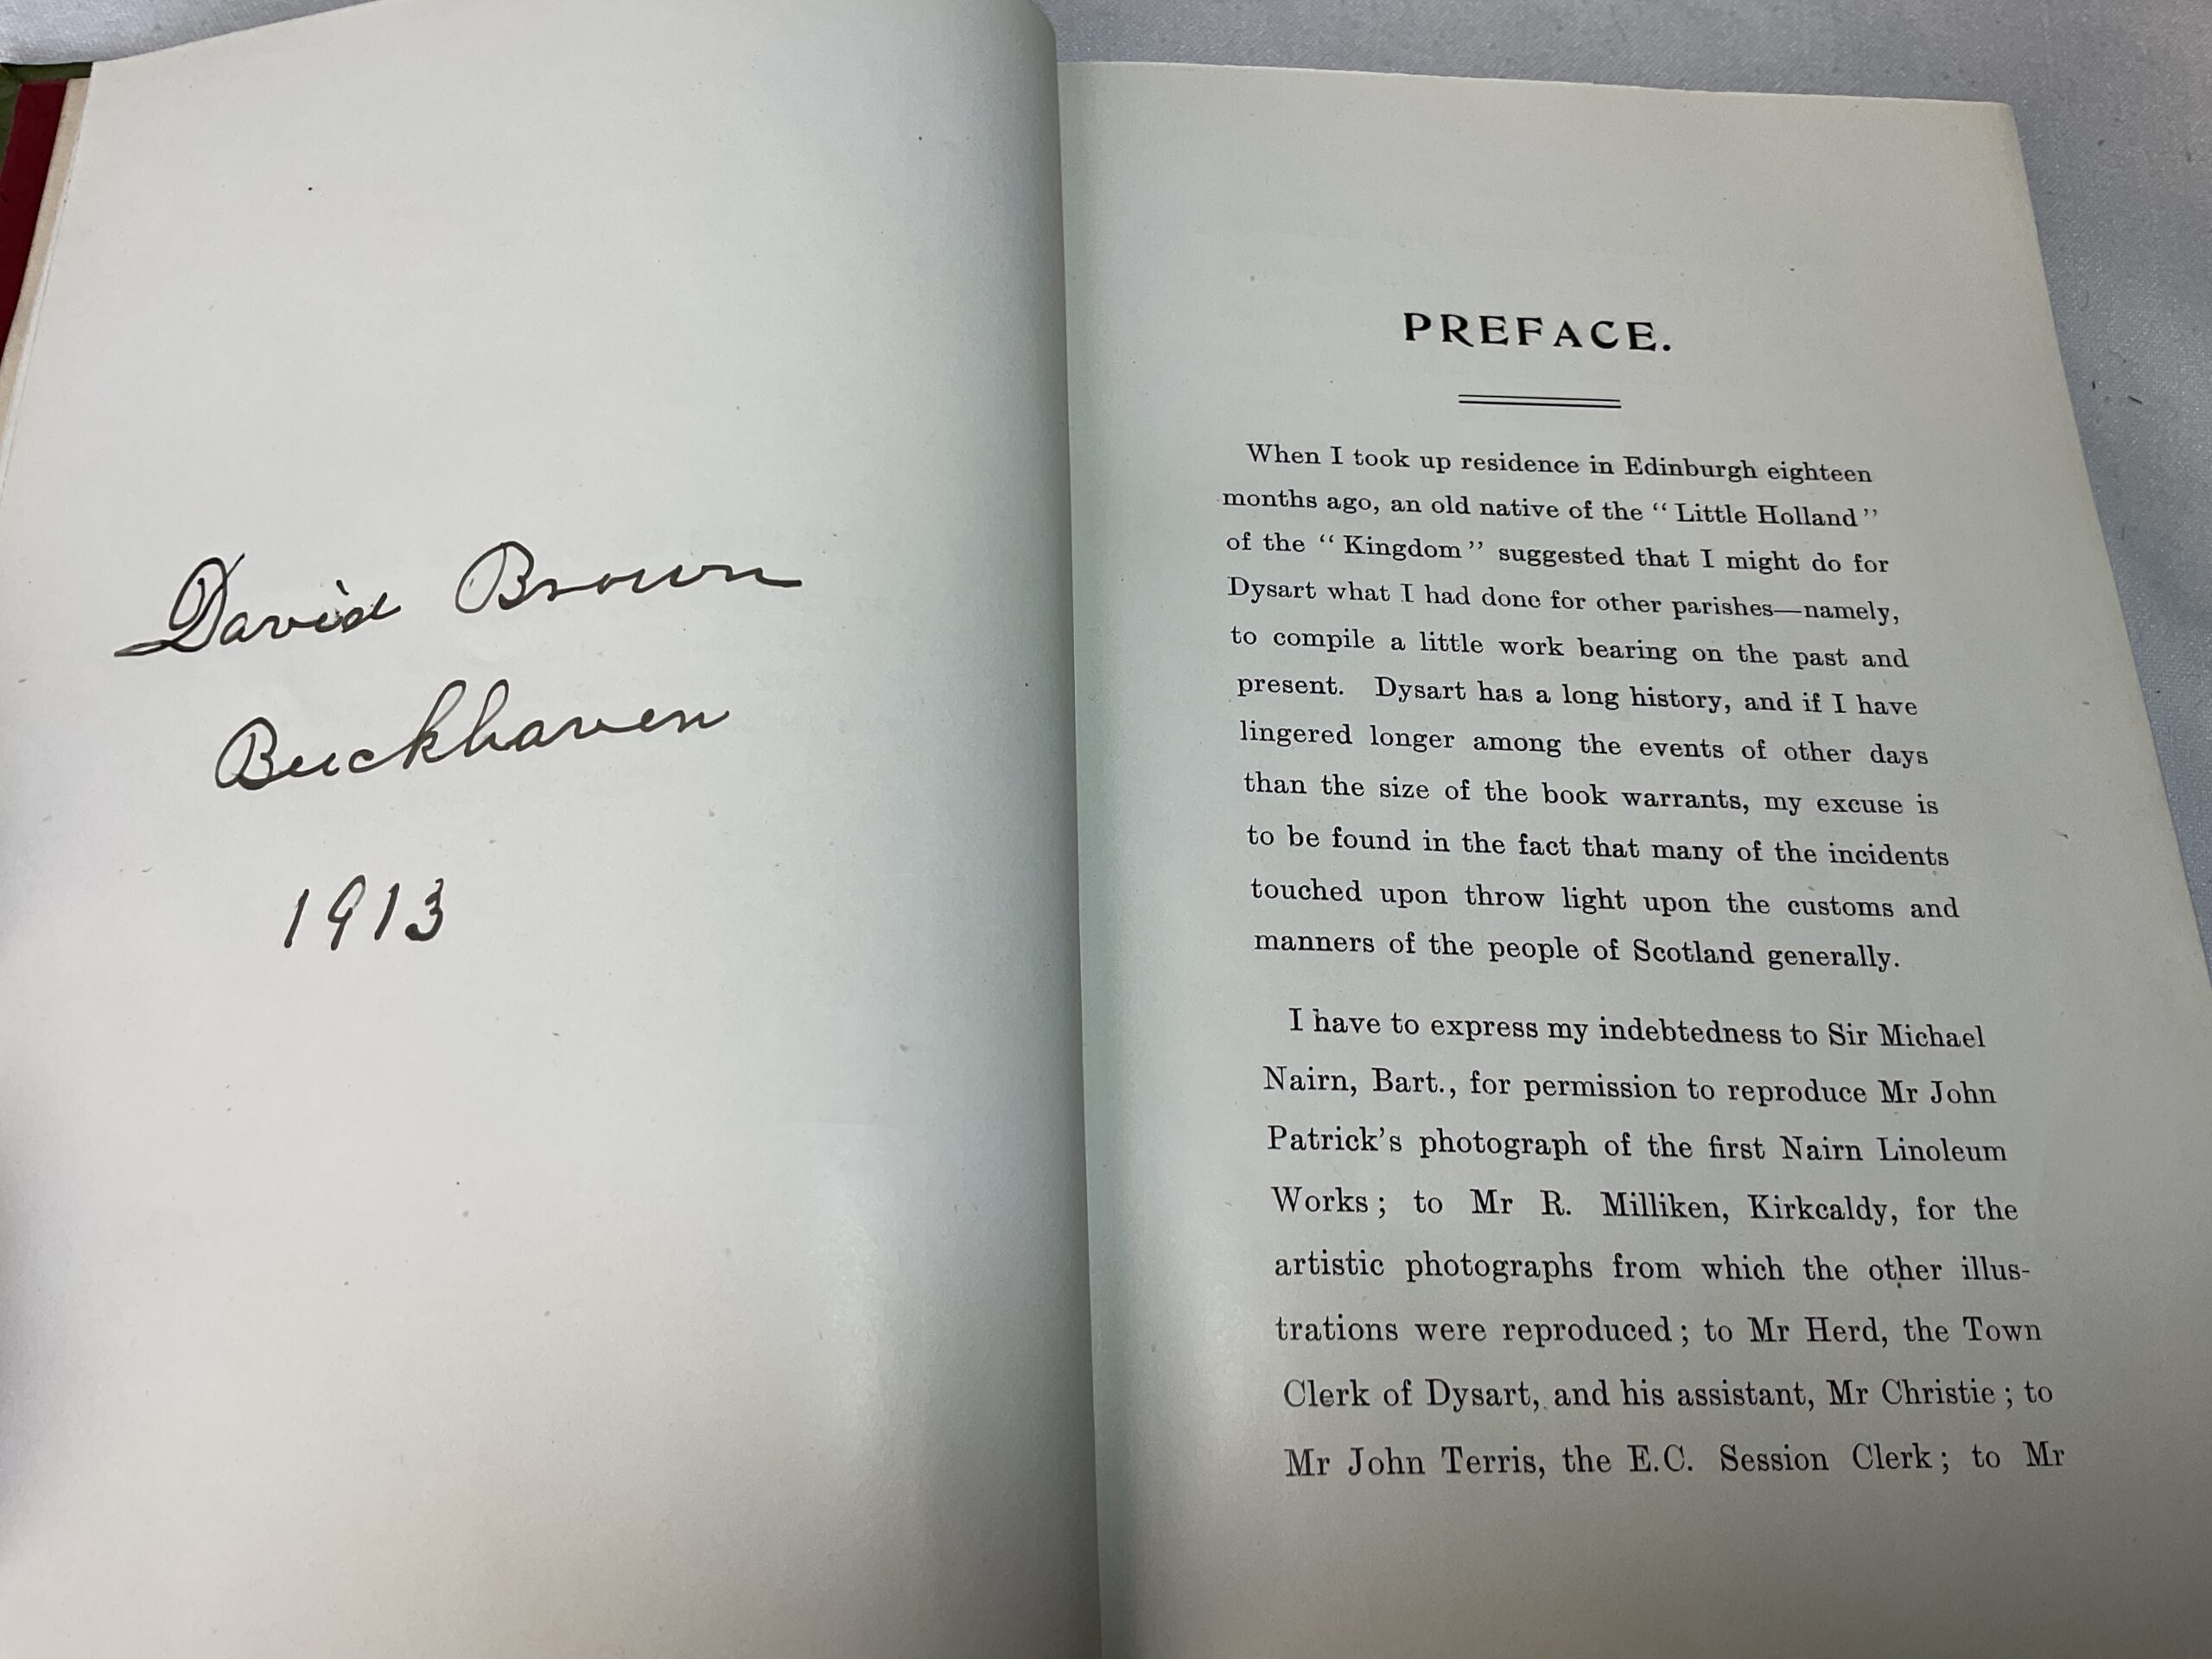 David Brown
Buckhaven
1913
PREFACE.
When I took up residence in Edinburgh eighteen
months ago, an old native of the “ Little Holland ”
of the “ Kingdom ” suggested that I might do for
Dysart what I had done for other parishes—namely,
to compile a little work bearing on the past and
present. Dysart has a long history, and if I have
lingered longer among the events of other days
than the size of the book warrants, my excuse is
to be found in the fact that many of the incidents
touched upon throw light upon the customs and
manners of the people of Scotland generally.
I have to express my indebtedness to Sir Michael
Nairn, Bart., for permission to reproduce Mr John
Patrick’s photograph of the first Nairn Linoleum
Works ; to Mr R. Milliken, Kirkcaldy, for the
artistic photographs from which the other illus-
trations were reproduced ; to Mr Herd, the Town
Clerk of Dysart, and his assistant, Mr Christie ; to
Mr John Terris, the E.C. Session Clerk ; to Mr